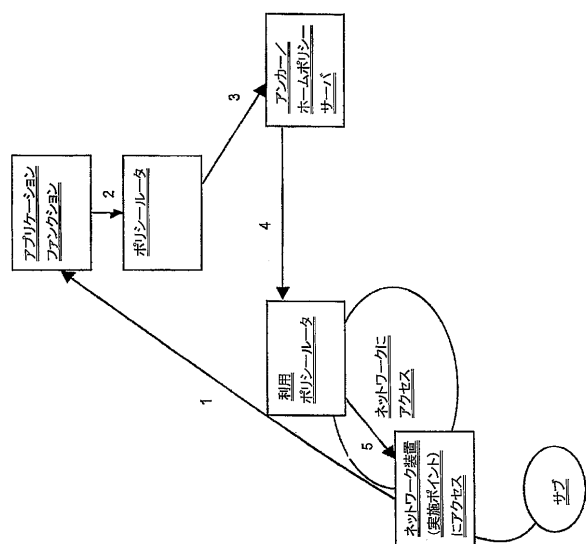 アプリケーション
ファンクション
2
ポリシールータ
3
アンカー/
ホームポリシー
サーバ
1
4
利用
ポリシールータ
5
ネットワークに
アクセス
ネットワーク装置
(実施ポイント)
にアクセス
サブ